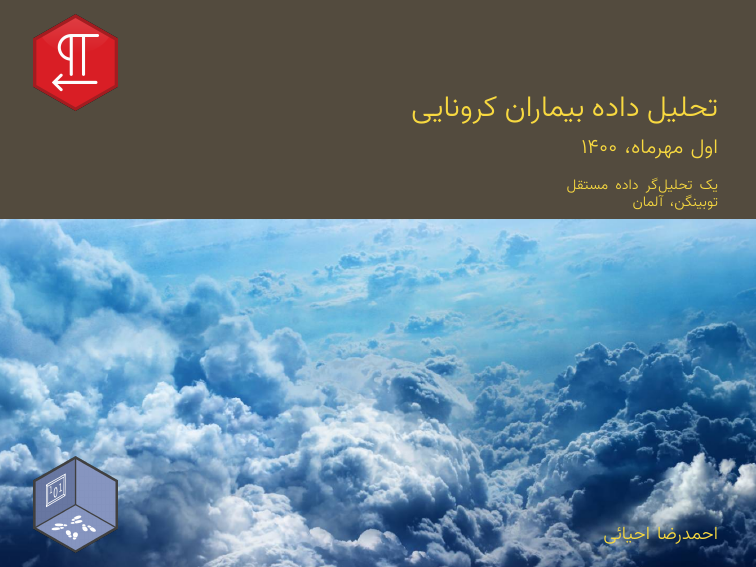 تحلیل داده بیماران کرونایی
اول مهرماه، ۱۴۰۰
یک تحلیل‌گر داده مستقل
توبینگن، آلمان
احمدرضا احیائی